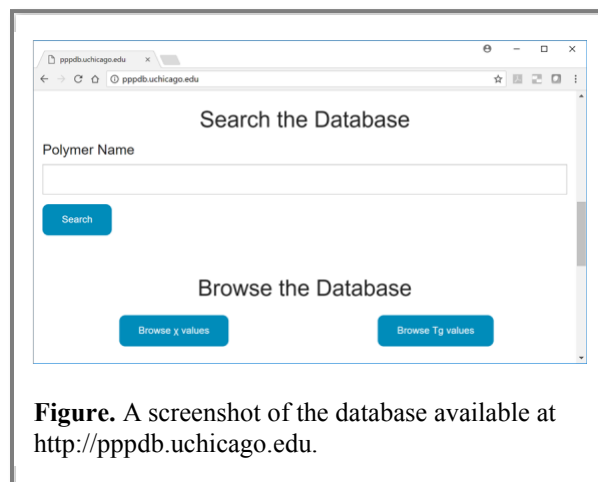 pppdb.uchicago.edu
pppdb.uchicago.edu
Search the Database
Polymer Name
Search
Browse the Database
Browse χ values
Browse Tg values
Figure. A screenshot of the database available at
http://pppdb.uchicago.edu.